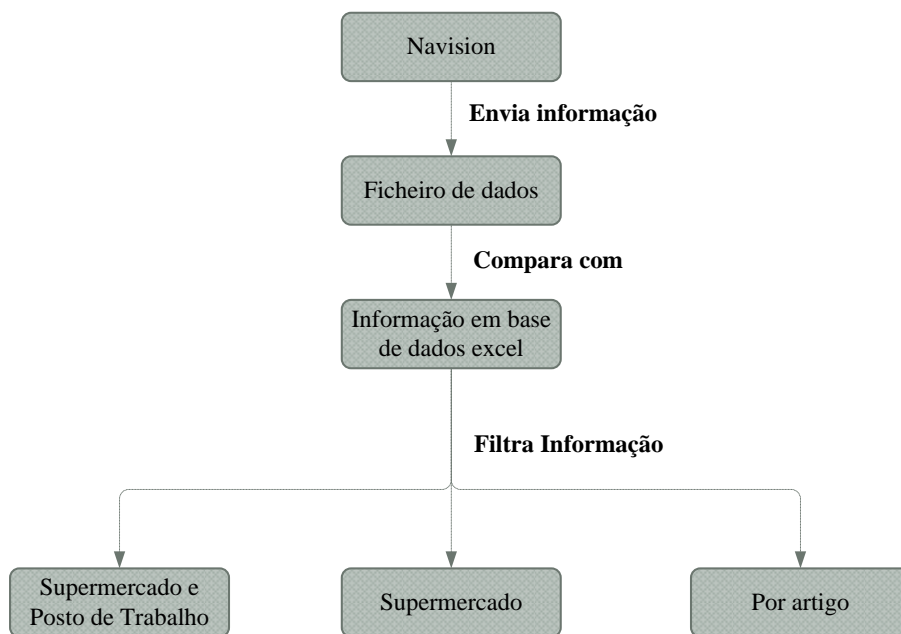 Navision
Envia informação
Ficheiro de dados
Compara com
Informação em base
de dados excel
Filtra Informação
Supermercado e
Posto de Trabalho
Supermercado
Por artigo